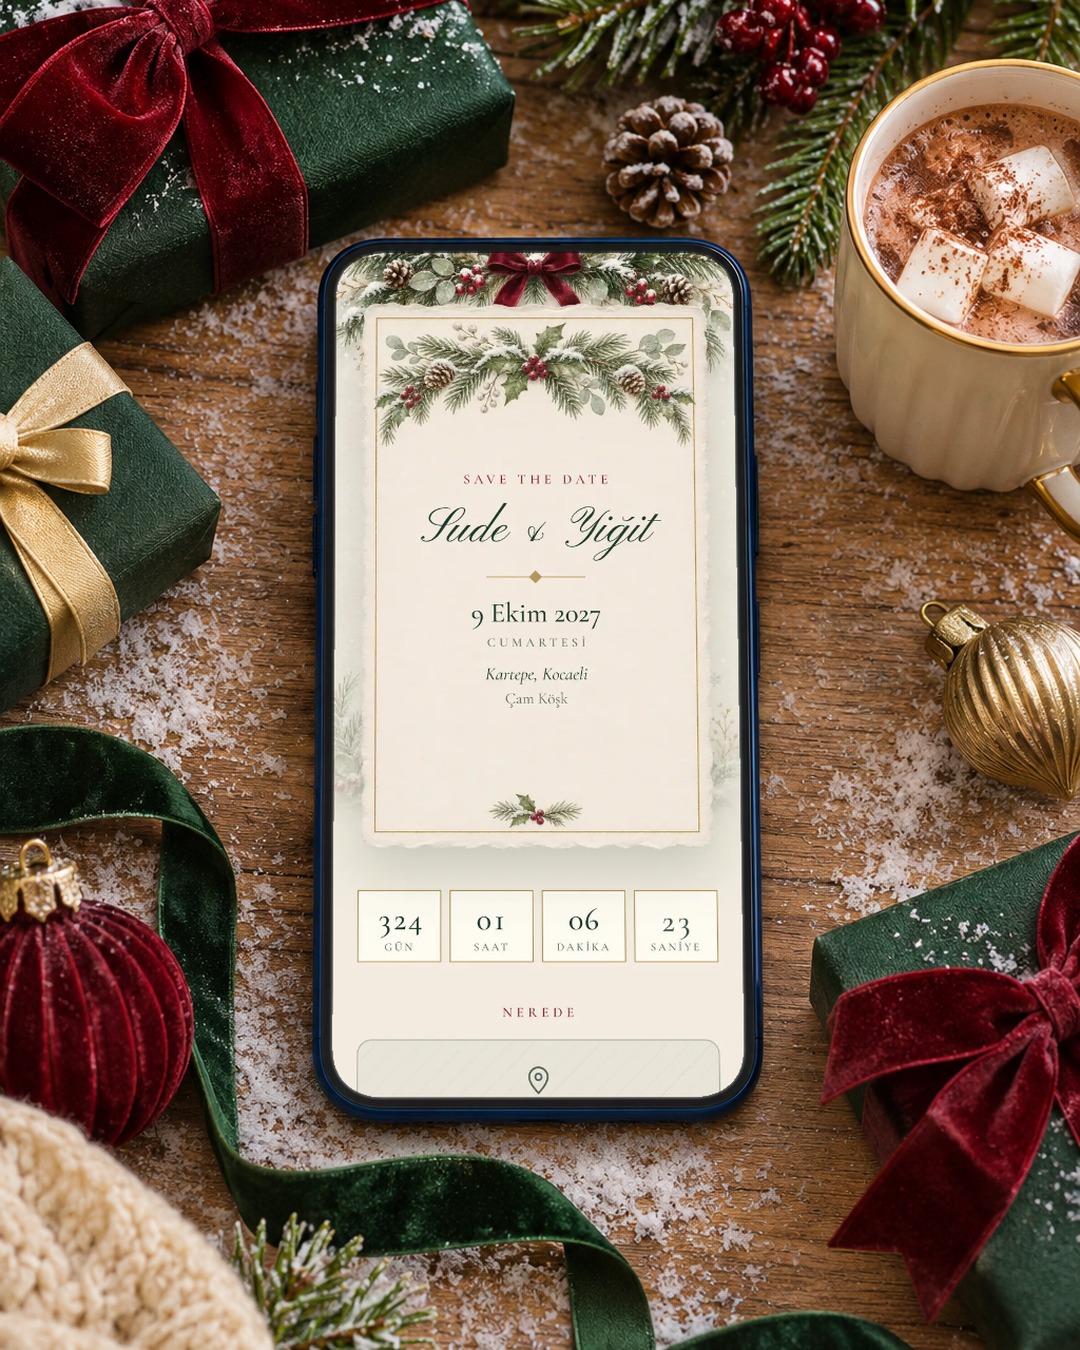 SAVE THE DATE
Sude & Yiğit
9 Ekim 2027
CUMARTESİ
Kartepe, Kocaeli
Çam Köşk
324 01 06 23
GÜN SAAT DAKİKA SANİYE
NEREDE